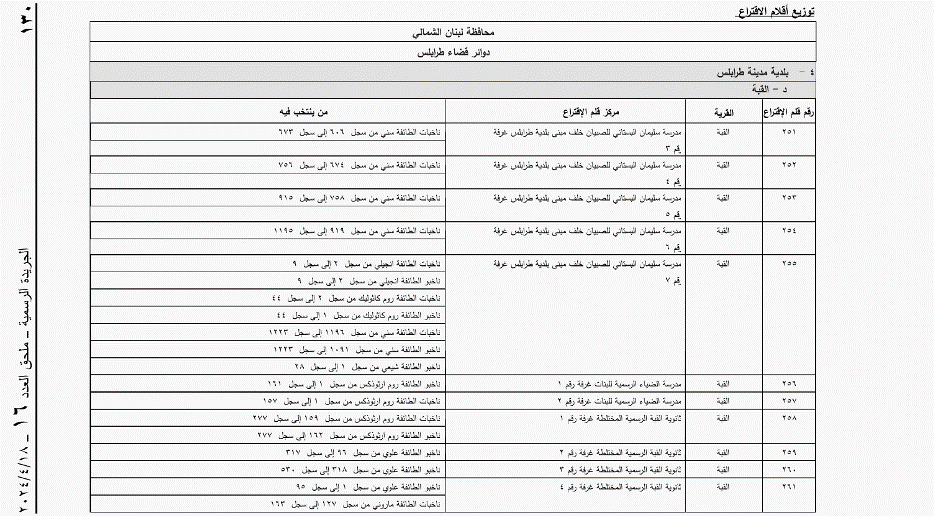 ١٣٠
الجريدة الرسمية ـ ملحق العدد ١٦ ـ ٢٠٢٤/٤/١٨
توزيع أقلام الاقتراع
محافظة لبنان الشمالي
دوائر قضاء طرابلس
٤ - بلدية مدينة طرابلس
د - القبة
رقم قلم الإقتراع القرية مركز قلم الإقتراع من ينتخب فيه
٢٥١ القبة مدرسة سليمان البستاني للصبيان خلف مبنى بلدية طرابلس غرفة ناخبات الطائفة سني من سجل ٦٠٦ إلى سجل ٦٧٣
رقم ٣
٢٥٢ القبة مدرسة سليمان البستاني للصبيان خلف مبنى بلدية طرابلس غرفة ناخبات الطائفة سني من سجل ٦٧٤ إلى سجل ٧٥٦
رقم ٤
٢٥٣ القبة مدرسة سليمان البستاني للصبيان خلف مبنى بلدية طرابلس غرفة ناخبات الطائفة سني من سجل ٧٥٨ إلى سجل ٩١٥
رقم ٥
٢٥٤ القبة مدرسة سليمان البستاني للصبيان خلف مبنى بلدية طرابلس غرفة ناخبات الطائفة سني من سجل ٩١٩ إلى سجل ١١٩٥
رقم ٦
٢٥٥ القبة مدرسة سليمان البستاني للصبيان خلف مبنى بلدية طرابلس غرفة ناخبات الطائفة انجيلي من سجل ٢ إلى سجل ٩
رقم ٧ ناخبو الطائفة انجيلي من سجل ٢ إلى سجل ٩
ناخبات الطائفة روم كاثوليك من سجل ٢ إلى سجل ٤٤
ناخبو الطائفة روم كاثوليك من سجل ١ إلى سجل ٤٤
ناخبات الطائفة سني من سجل ١١٩٦ إلى سجل ١٢٢٣
ناخبو الطائفة سني من سجل ١٠٩١ إلى سجل ١٢٢٣
ناخبو الطائفة شيعي من سجل ١ إلى سجل ٢٨
٢٥٦ القبة مدرسة الضياء الرسمية للبنات غرفة رقم ١ ناخبو الطائفة روم ارثوذكس من سجل ١ إلى سجل ١٦١
٢٥٧ القبة مدرسة الضياء الرسمية للبنات غرفة رقم ٢ ناخبات الطائفة روم ارثوذكس من سجل ١ إلى سجل ١٥٧
٢٥٨ القبة ثانوية القبة الرسمية المختلطة غرفة رقم ١ ناخبات الطائفة روم ارثوذكس من سجل ١٥٩ إلى سجل ٢٧٧
ناخبو الطائفة روم ارثوذكس من سجل ١٦٢ إلى سجل ٢٧٧
٢٥٩ القبة ثانوية القبة الرسمية المختلطة غرفة رقم ٢ ناخبو الطائفة علوي من سجل ٩٦ إلى سجل ٣١٧
٢٦٠ القبة ثانوية القبة الرسمية المختلطة غرفة رقم ٣ ناخبو الطائفة علوي من سجل ٣١٨ إلى سجل ٥٣٠
٢٦١ القبة ثانوية القبة الرسمية المختلطة غرفة رقم ٤ ناخبو الطائفة علوي من سجل ١ إلى سجل ٩٥
ناخبات الطائفة ماروني من سجل ١٢٧ إلى سجل ١٦٣